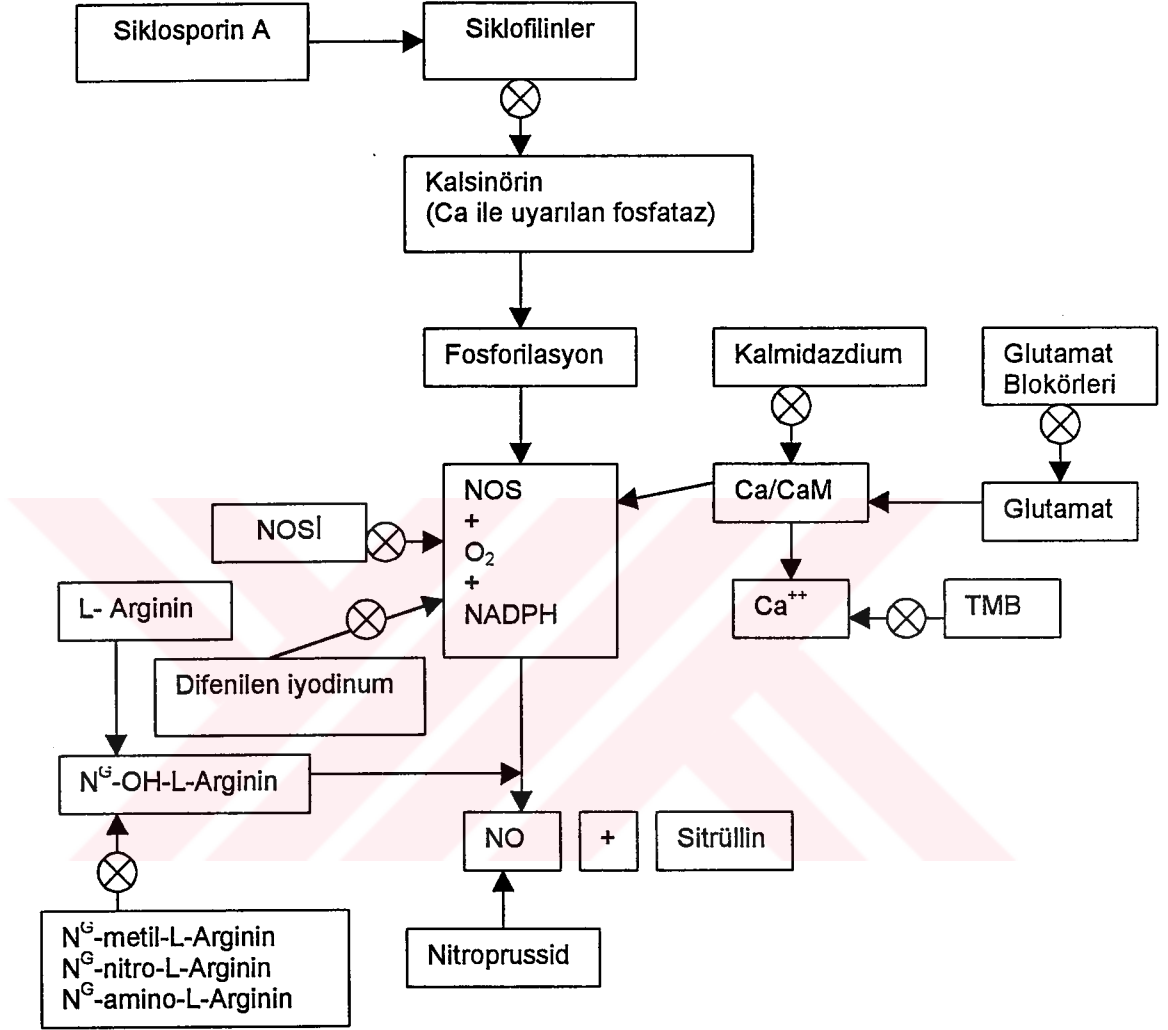 Siklosporin A
Siklofilinler
Kalsinörin
(Ca ile uyarılan fosfataz)
Fosforilasyon
Kalmidazdium
Glutamat
Blokörleri
NOS
+
O₂
+
NADPH
Ca/CaM
Glutamat
NOSİ
Ca⁺⁺
TMB
L- Arginin
Difenilen iyodinum
Nᴳ-OH-L-Arginin
NO
+
Sitrüllin
Nᴳ-metil-L-Arginin
Nᴳ-nitro-L-Arginin
Nᴳ-amino-L-Arginin
Nitroprussid